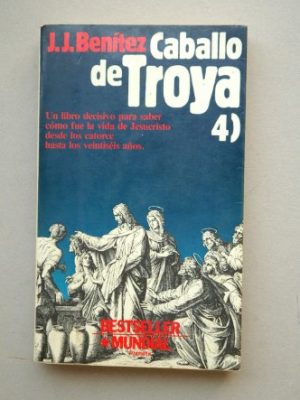 J.J. Benítez Caballo
de Troya
4)
Un libro decisivo para saber
cómo fue la vida de Jesucristo
desde los catorce
hasta los veintiséis años.
BESTSELLER
MUNDIAL
Planeta